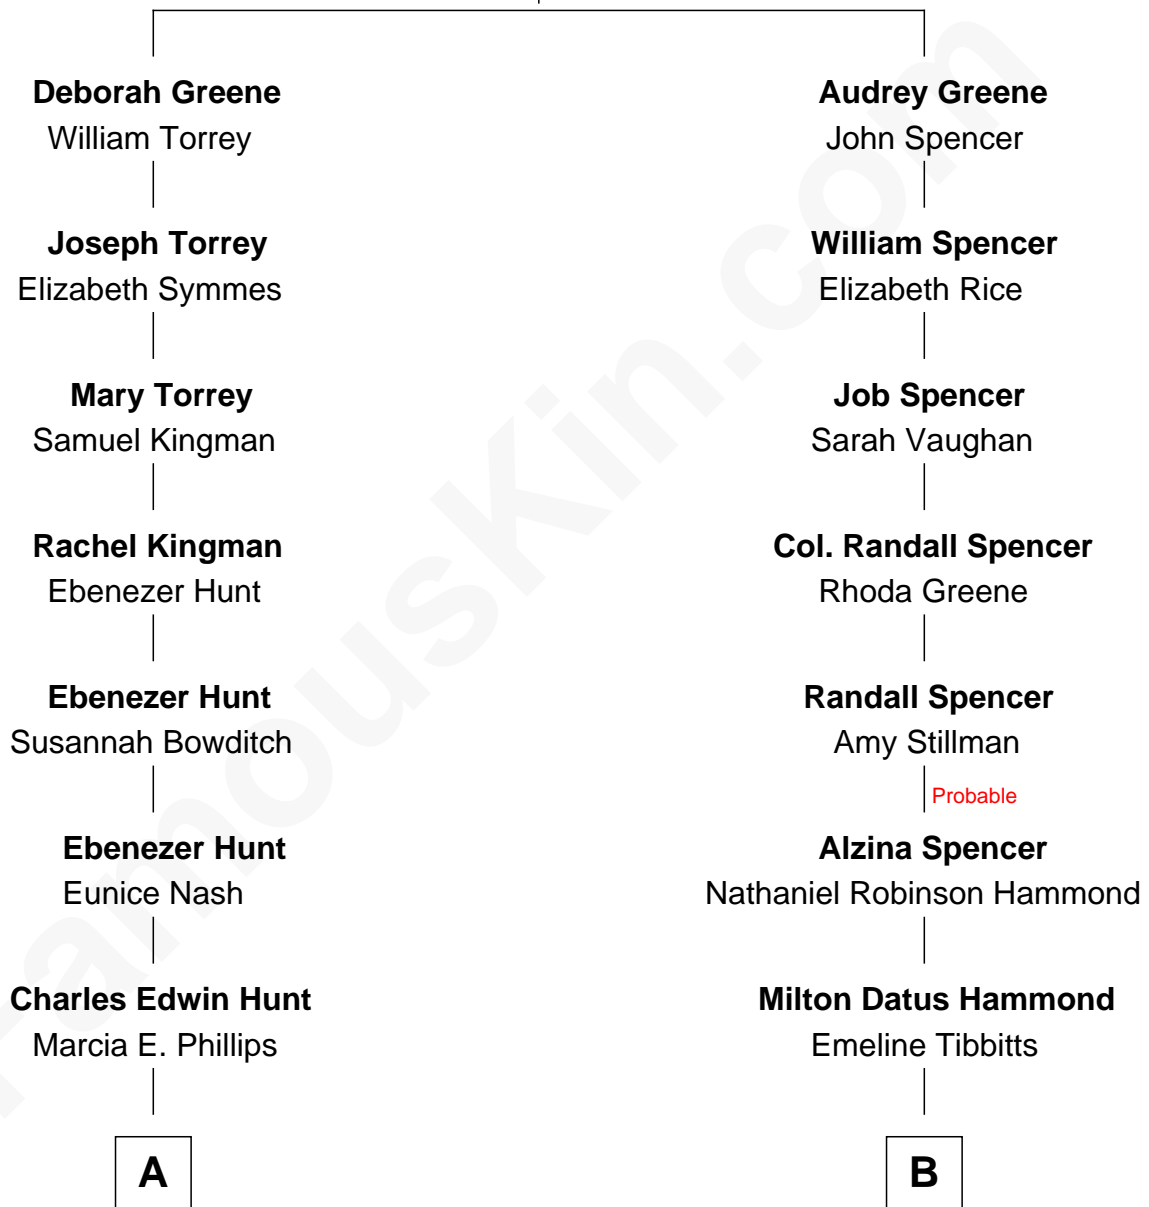 Deborah Greene
William Torrey
Joseph Torrey
Elizabeth Symmes
Mary Torrey
Samuel Kingman
Rachel Kingman
Ebenezer Hunt
Ebenezer Hunt
Susannah Bowditch
Ebenezer Hunt
Eunice Nash
Charles Edwin Hunt
Marcia E. Phillips
A
Audrey Greene
John Spencer
William Spencer
Elizabeth Rice
Job Spencer
Sarah Vaughan
Col. Randall Spencer
Rhoda Greene
Randall Spencer
Amy Stillman
Probable
Alzina Spencer
Nathaniel Robinson Hammond
Milton Datus Hammond
Emeline Tibbitts
B
FamousKin.com